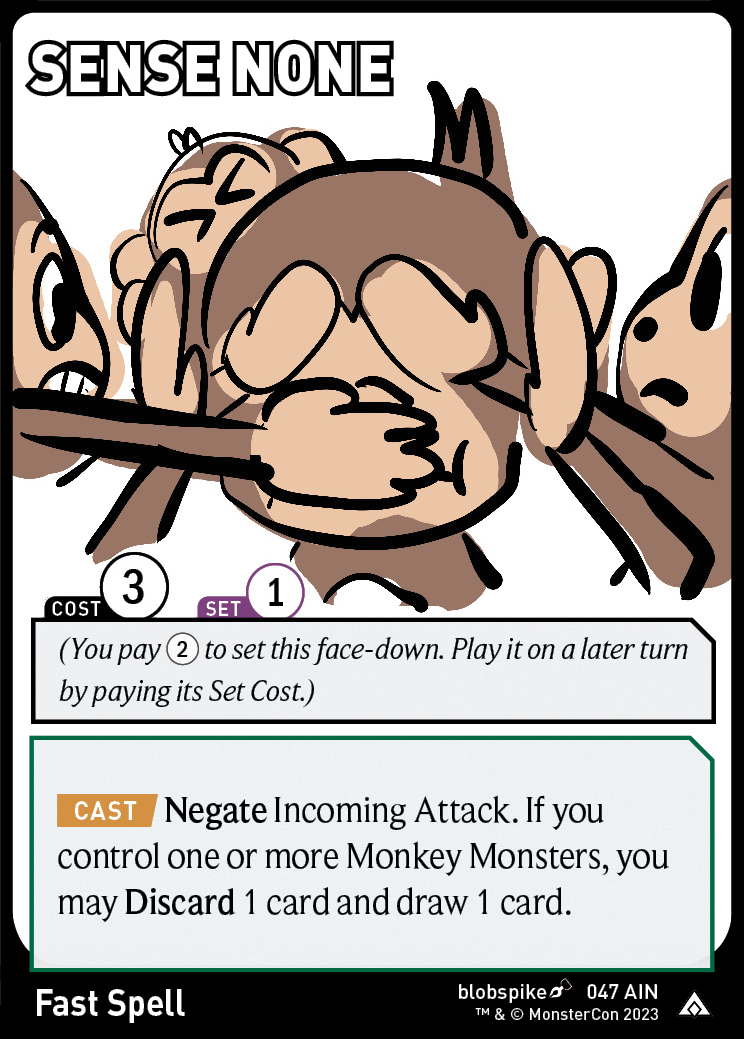 SENSE NONE
COST 3 SET 1
(You pay 2 to set this face-down. Play it on a later turn
by paying its Set Cost.)
CAST Negate Incoming Attack. If you
control one or more Monkey Monsters, you
may Discard 1 card and draw 1 card.
Fast Spell
blobspike 047 AIN
™ & © MonsterCon 2023